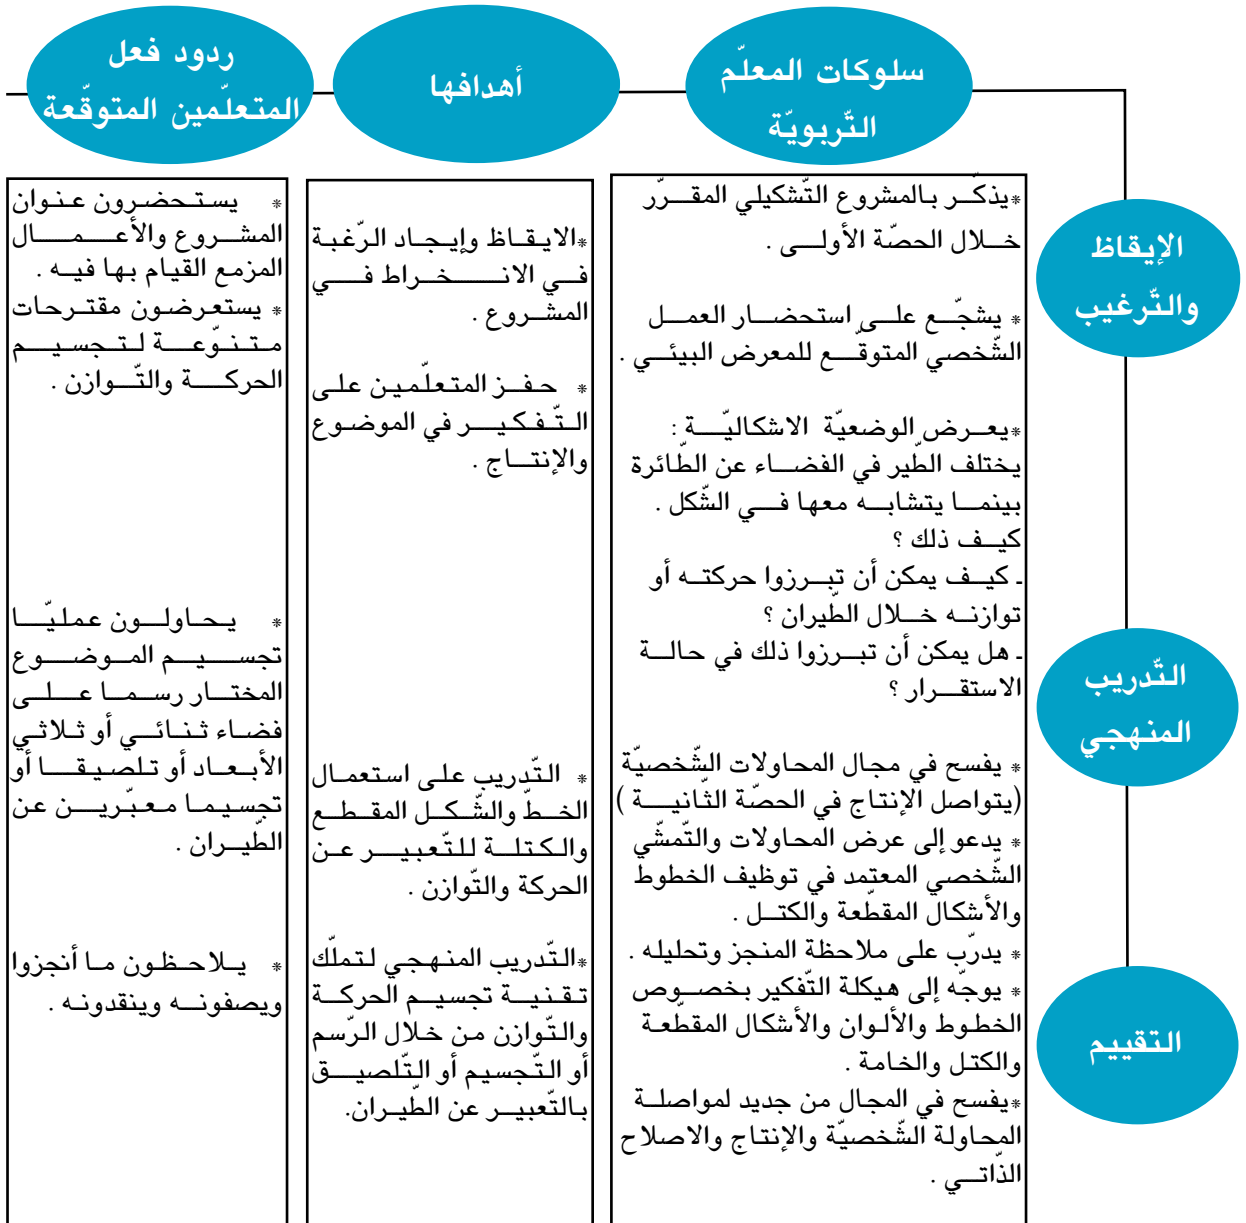 سلوكات المعلّم
التّربويّة
أهدافها
ردود فعل
المتعلّمين المتوقّعة
الإيقاظ
والتّرغيب
*يذكّر بالمشروع التّشكيلي المقرّر
خلال الحصّة الأولى .
* يشجّع على استحضار العمل
الشّخصي المتوقّع للمعرض البيئي .
*يعرض الوضعيّة الاشكاليّة :
يختلف الطّير في الفضاء عن الطّائرة
بينما يتشابه معها في الشّكل .
كيف ذلك ؟
ـ كيف يمكن أن تبرزوا حركته أو
توازنه خلال الطّيران ؟
ـ هل يمكن أن تبرزوا ذلك في حالة
الاستقرار ؟
*الايقاظ وإيجاد الرّغبة
في الانخراط في
المشروع .
* حفز المتعلّمين على
التّفكير في الموضوع
والإنتاج .
* يستحضرون عنوان
المشروع والأعمال
المزمع القيام بها فيه .
* يستعرضون مقترحات
متنوّعة لتجسيم
الحركة والتّوازن .
التّدريب
المنهجي
* يفسح في مجال المحاولات الشّخصيّة
(يتواصل الإنتاج في الحصّة الثّانية )
* يدعو إلى عرض المحاولات والتّمشّي
الشّخصي المعتمد في توظيف الخطوط
والأشكال المقطّعة والكتل .
* التّدريب على استعمال
الخطّ والشّكل المقطع
والكتلة للتّعبير عن
الحركة والتّوازن .
* يحاولون عمليّا
تجسيم الموضوع
المختار رسما على
فضاء ثنائي أو ثلاثي
الأبعاد أو تلصيقا أو
تجسيما معبّرين عن
الطّيران .
التقييم
* يدرّب على ملاحظة المنجز وتحليله .
* يوجّه إلى هيكلة التّفكير بخصوص
الخطوط والألوان والأشكال المقطّعة
والكتل والخامة .
*يفسح في المجال من جديد لمواصلة
المحاولة الشّخصيّة والإنتاج والاصلاح
الذّاتي .
*التّدريب المنهجي لتملّك
تقنية تجسيم الحركة
والتّوازن من خلال الرّسم
أو التّجسيم أو التّلصيق
بالتّعبير عن الطّيران.
* يلاحظون ما أنجزوا
ويصفونه وينقدونه .